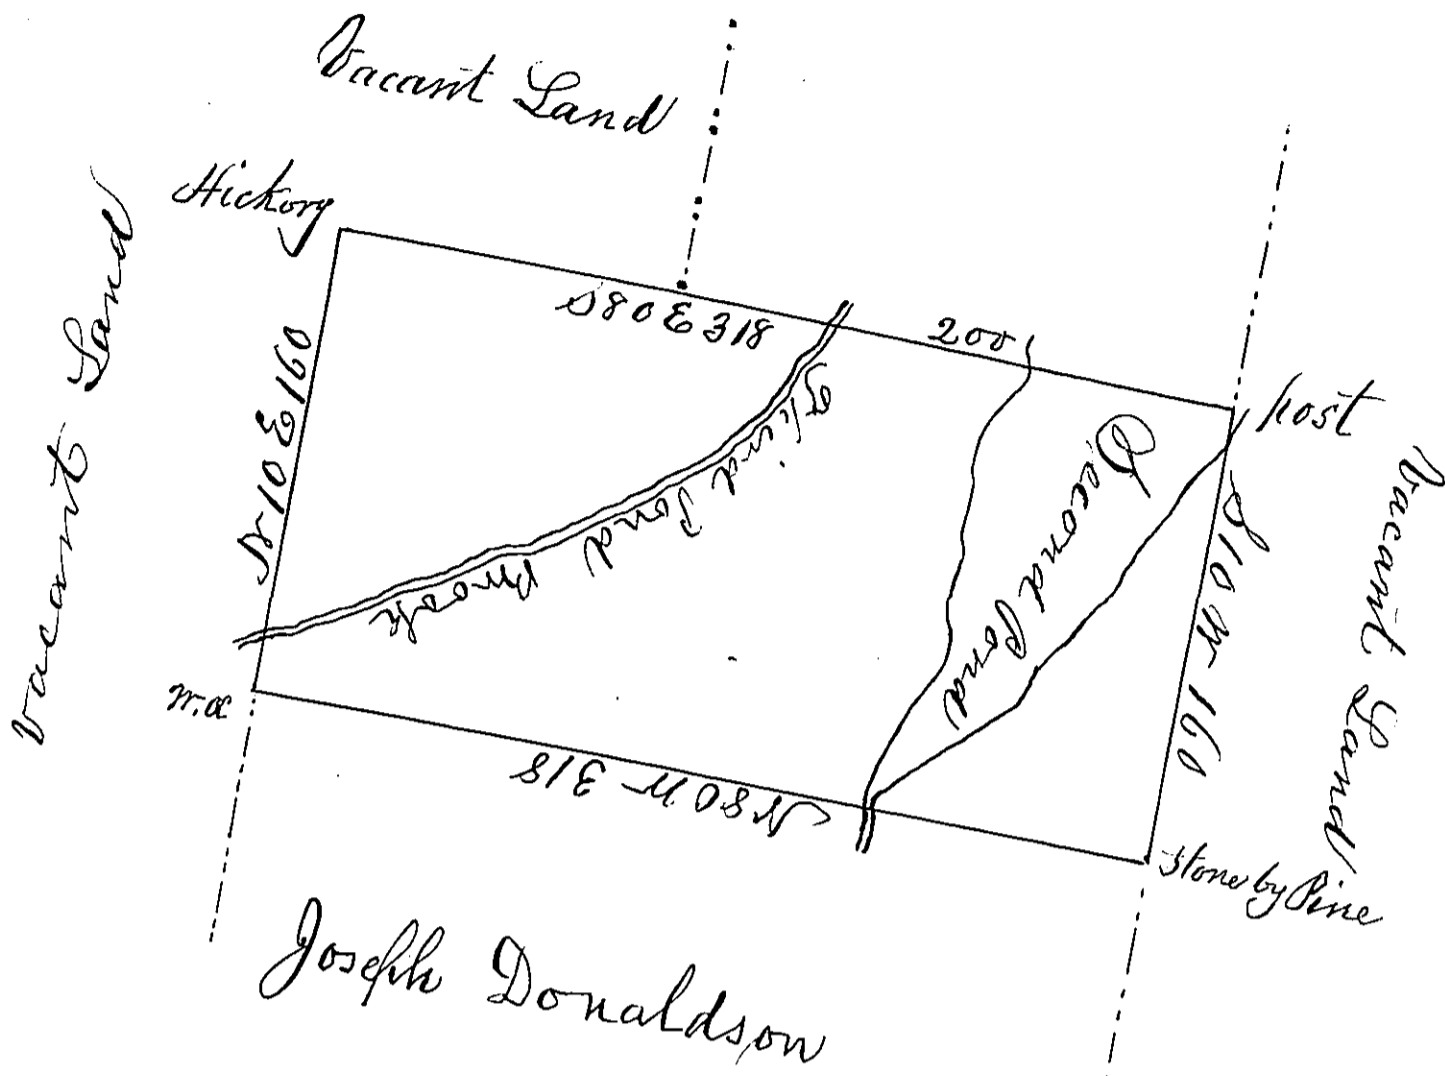 Vacant Land
Hickory
Vacant Land
N 10 E 160
S 80 E 318
200
Post
Third Pond Brook
Second Pond
S 10 W 160
Vacant Land
W.O.
N 80 W 318
Stone by Pine
Joseph Donaldson